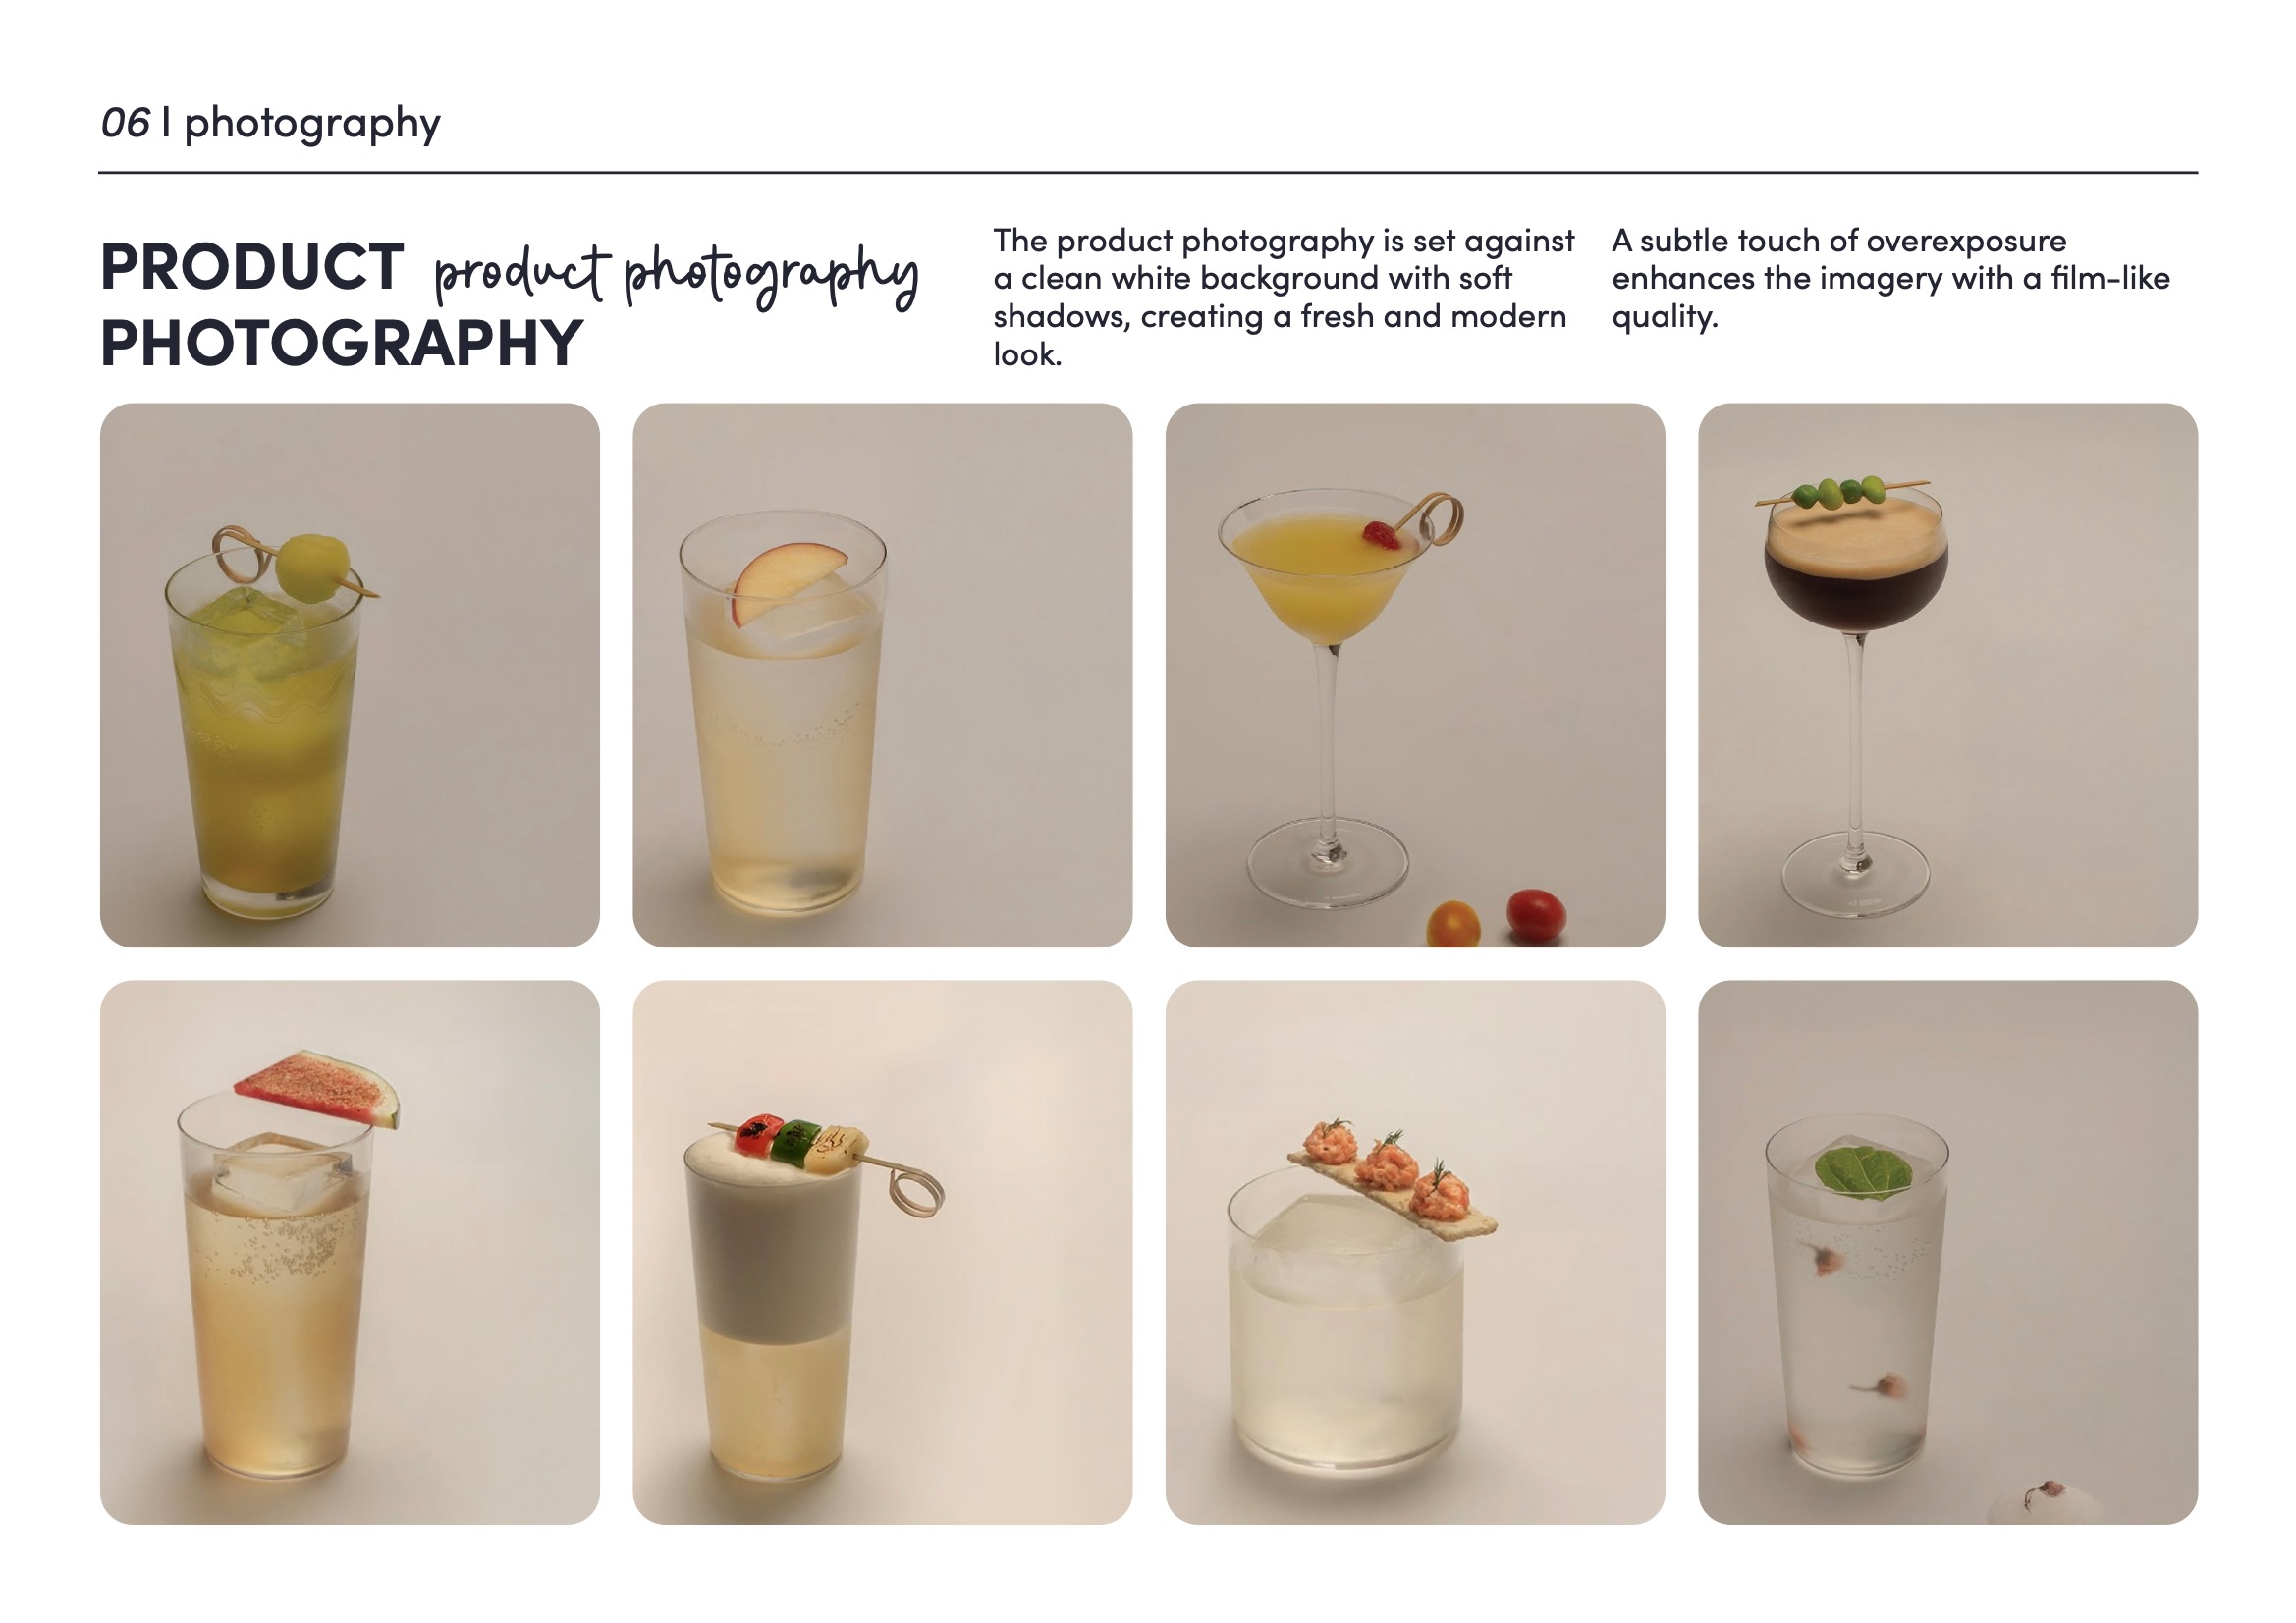 06 | photography
PRODUCT product photography
PHOTOGRAPHY
The product photography is set against
a clean white background with soft
shadows, creating a fresh and modern
look.
A subtle touch of overexposure
enhances the imagery with a film-like
quality.